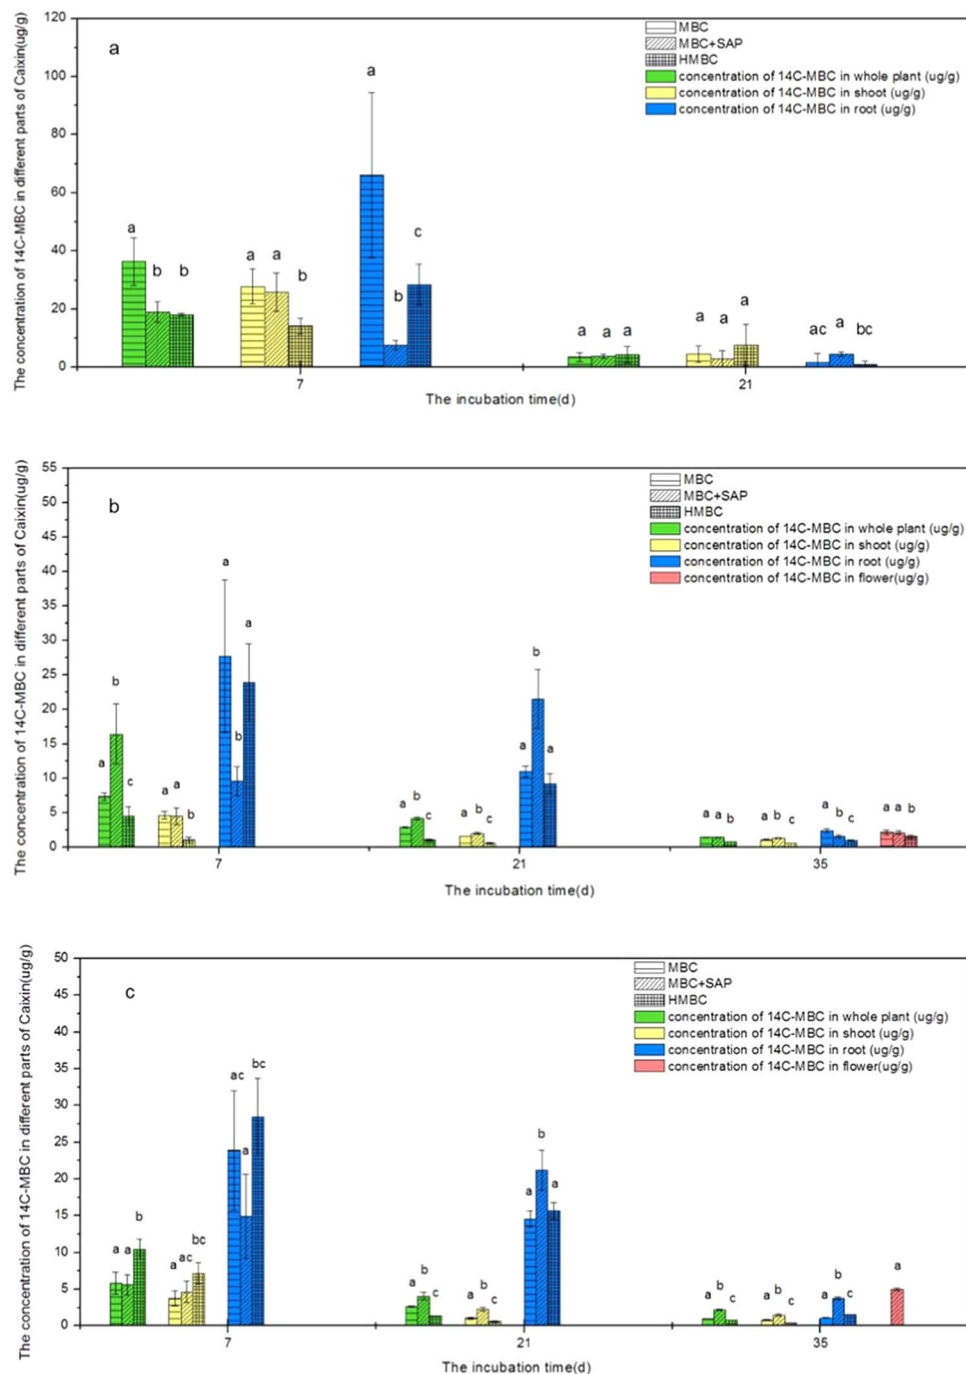 The concentration of 14C-MBC in different parts of Caixin(ug/g)
120
100
80
60
40
20
0
a
MBC
MBC+SAP
HMBC
concentration of 14C-MBC in whole plant (ug/g)
concentration of 14C-MBC in shoot (ug/g)
concentration of 14C-MBC in root (ug/g)
a b b a a b a b c a a a a a a ac a bc
7 21
The incubation time(d)
The concentration of 14C-MBC in different parts of Caixin(ug/g)
55
50
45
40
35
30
25
20
15
10
5
0
b
MBC
MBC+SAP
HMBC
concentration of 14C-MBC in whole plant (ug/g)
concentration of 14C-MBC in shoot (ug/g)
concentration of 14C-MBC in root (ug/g)
concentration of 14C-MBC in flower(ug/g)
a b c a a b a b a a b c a b c a b a a a b a b c a b c a a b
7 21 35
The incubation time(d)
The concentration of 14C-MBC in different parts of Caixin(ug/g)
50
45
40
35
30
25
20
15
10
5
0
c
MBC
MBC+SAP
HMBC
concentration of 14C-MBC in whole plant (ug/g)
concentration of 14C-MBC in shoot (ug/g)
concentration of 14C-MBC in root (ug/g)
concentration of 14C-MBC in flower(ug/g)
a a b a ac bc ac a bc a b c a b c a b a a b c a b c a b c a
7 21 35
The incubation time(d)